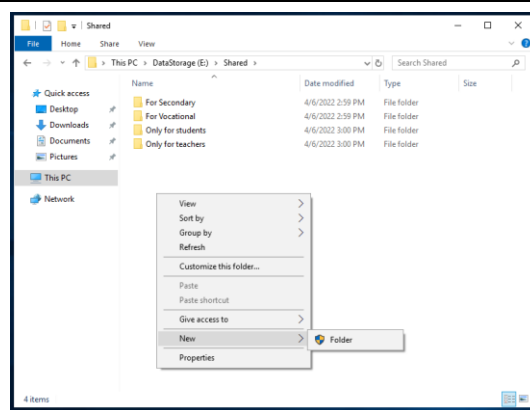 Shared
File Home Share View
This PC > DataStorage (E:) > Shared > Search Shared
Name Date modified Type Size
Quick access
Desktop
Downloads
Documents
Pictures
This PC
Network
For Secondary 4/6/2022 2:59 PM File folder
For Vocational 4/6/2022 2:59 PM File folder
Only for students 4/6/2022 3:00 PM File folder
Only for teachers 4/6/2022 3:00 PM File folder
View
Sort by
Group by
Refresh
Customize this folder...
Paste
Paste shortcut
Give access to
New
Folder
Properties
4 items